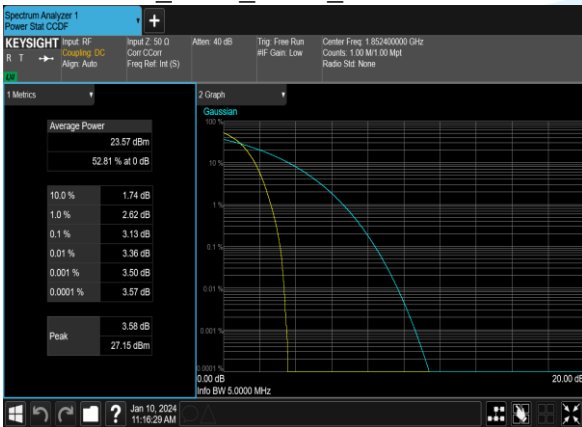 Spectrum Analyzer 1
Power Stat CCDF
+
KEYSIGHT
R T
LW
Input: RF
Coupling: DC
Align: Auto
Input Z: 50 Ω
Corr CCorr
Freq Ref: Int (S)
Atten: 40 dB
Trig: Free Run
#IF Gain: Low
Center Freq: 1.852400000 GHz
Counts: 1.00 M/1.00 Mpt
Radio Std: None
1 Metrics
Average Power
23.57 dBm
52.81 % at 0 dB
10.0 % 1.74 dB
1.0 % 2.62 dB
0.1 % 3.13 dB
0.01 % 3.36 dB
0.001 % 3.50 dB
0.0001 % 3.57 dB
Peak
3.58 dB
27.15 dBm
2 Graph
Gaussian
100 %
10 %
1 %
0.1 %
0.01 %
0.001 %
0.0001 %
0.00 dB
20.00 dB
Info BW 5.0000 MHz
?
Jan 10, 2024
11:16:29 AM